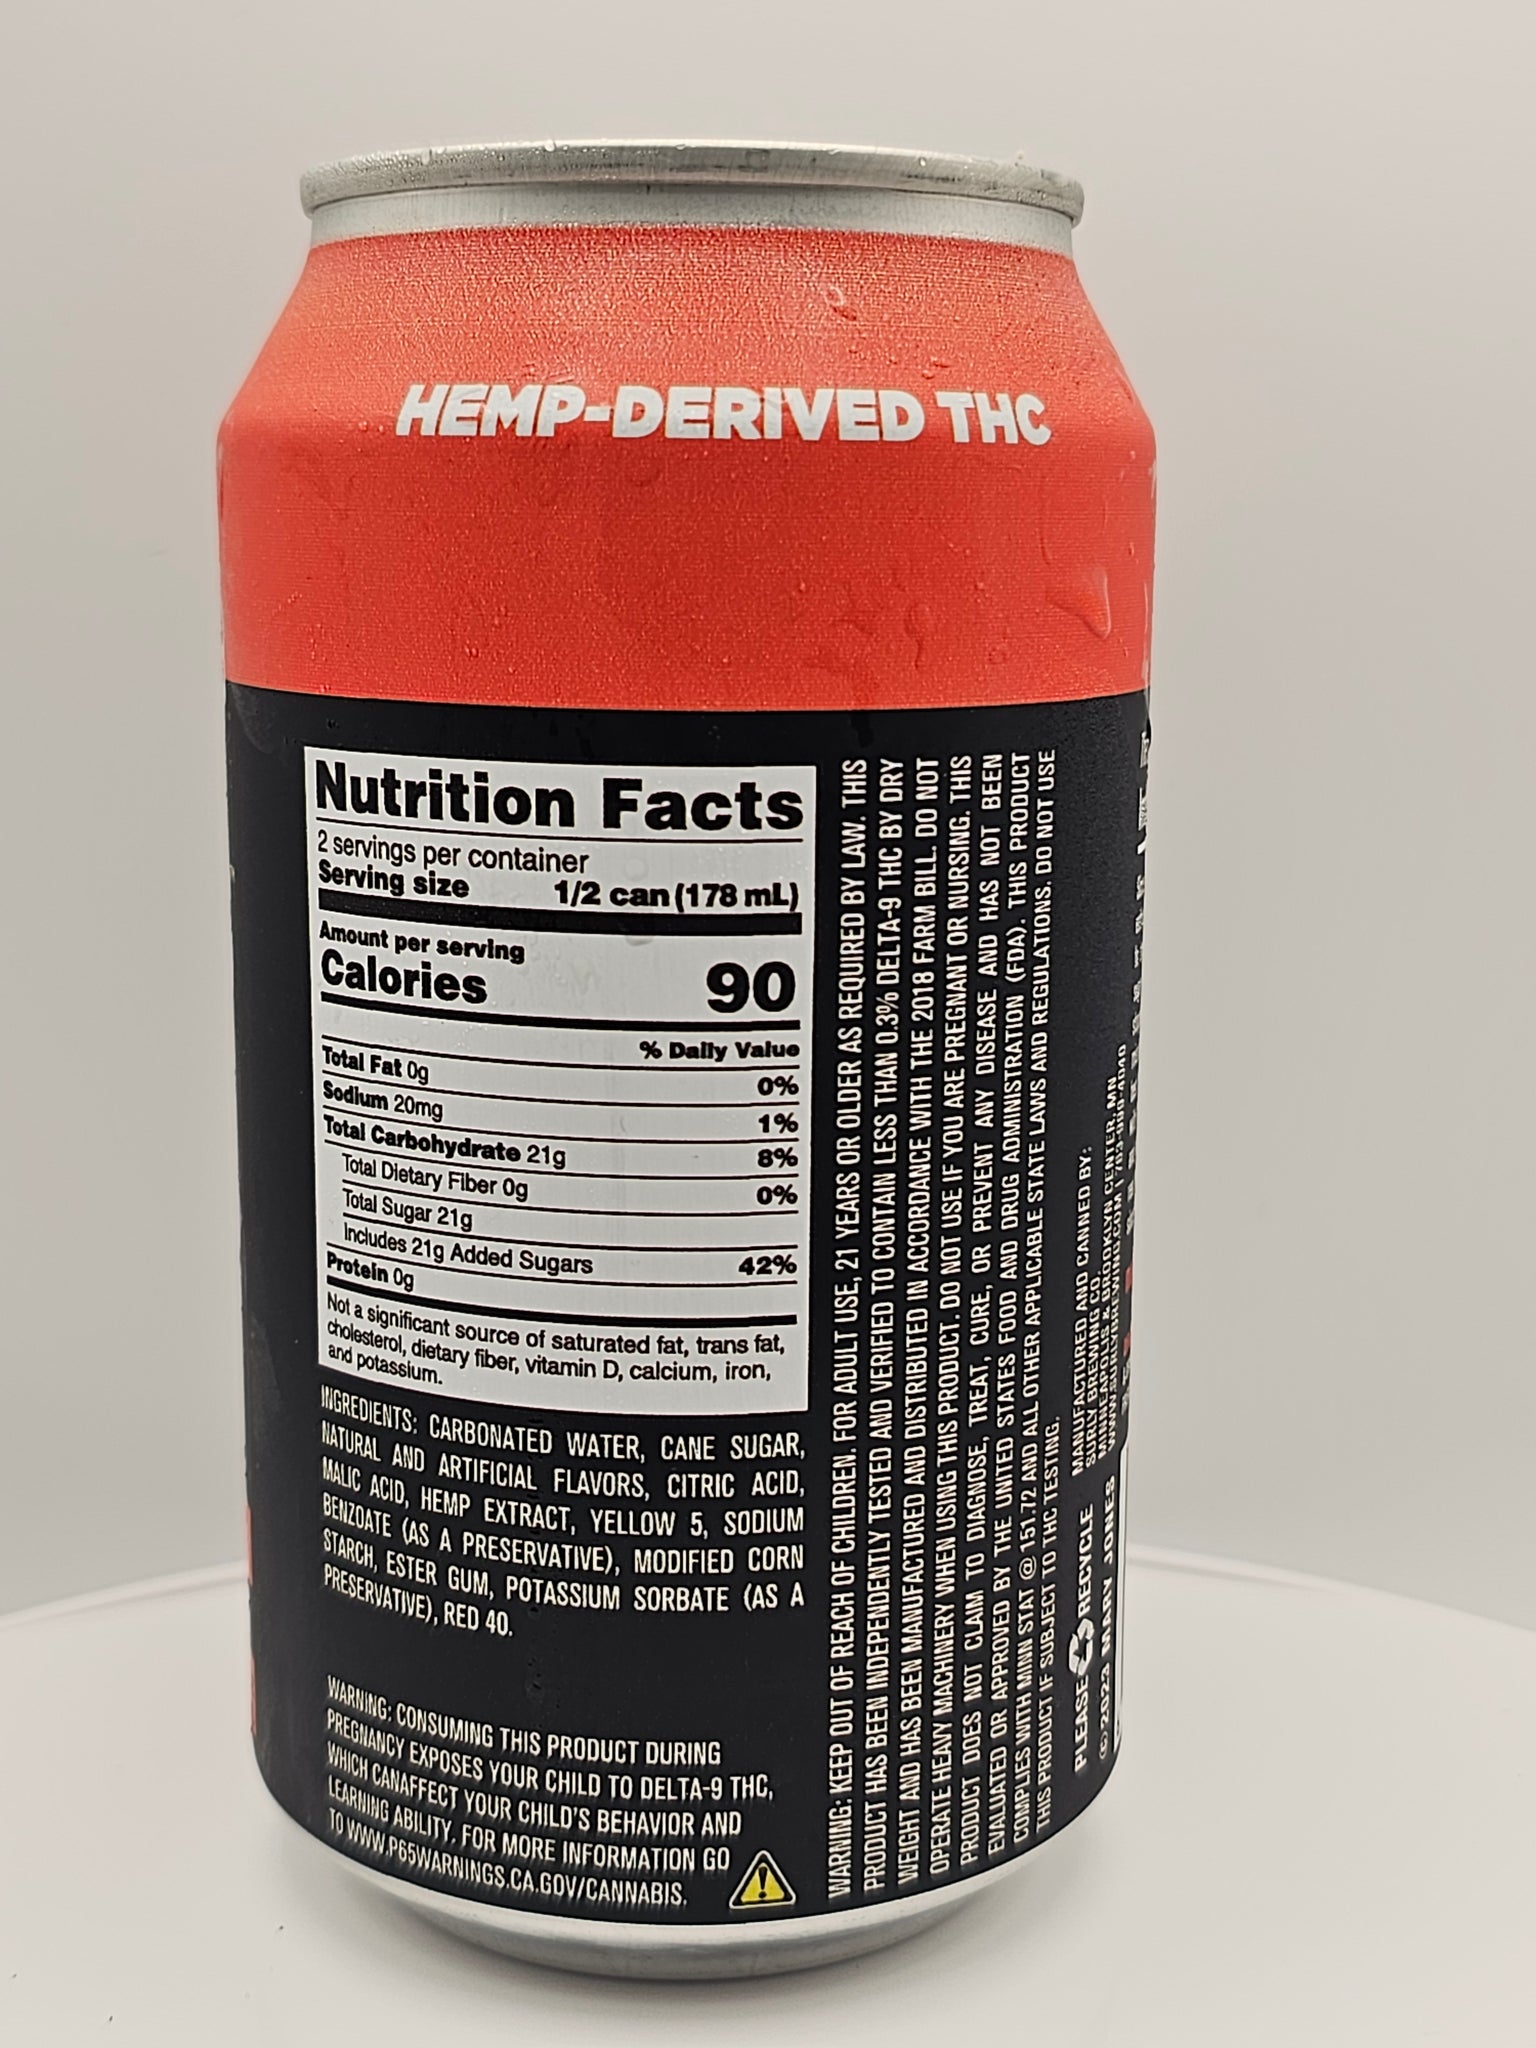 HEMP-DERIVED THC
Nutrition Facts
2 servings per container
Serving size 1/2 can (178 mL)
Amount per serving
Calories 90
% Daily Value
Total Fat 0g 0%
Sodium 20mg 1%
Total Carbohydrate 21g 8%
Total Dietary Fiber 0g 0%
Total Sugar 21g
Includes 21g Added Sugars 42%
Protein 0g
Not a significant source of saturated fat, trans fat,
cholesterol, dietary fiber, vitamin D, calcium, iron,
and potassium.
INGREDIENTS: CARBONATED WATER, CANE SUGAR,
NATURAL AND ARTIFICIAL FLAVORS, CITRIC ACID,
MALIC ACID, HEMP EXTRACT, YELLOW 5, SODIUM
BENZOATE (AS A PRESERVATIVE), MODIFIED CORN
STARCH, ESTER GUM, POTASSIUM SORBATE (AS A
PRESERVATIVE), RED 40.
WARNING: CONSUMING THIS PRODUCT DURING
PREGNANCY EXPOSES YOUR CHILD TO DELTA-9 THC,
WHICH CANAFFECT YOUR CHILD'S BEHAVIOR AND
LEARNING ABILITY. FOR MORE INFORMATION GO
TO WWW.P65WARNINGS.CA.GOV/CANNABIS.
WARNING: KEEP OUT OF REACH OF CHILDREN. FOR ADULT USE, 21 YEARS OR OLDER AS REQUIRED BY LAW. THIS
PRODUCT HAS BEEN INDEPENDENTLY TESTED AND VERIFIED TO CONTAIN LESS THAN 0.3% DELTA-9 THC BY DRY
WEIGHT AND HAS BEEN MANUFACTURED AND DISTRIBUTED IN ACCORDANCE WITH THE 2018 FARM BILL. DO NOT
OPERATE HEAVY MACHINERY WHEN USING THIS PRODUCT. DO NOT USE IF YOU ARE PREGNANT OR NURSING. THIS
PRODUCT DOES NOT CLAIM TO DIAGNOSE, TREAT, CURE, OR PREVENT ANY DISEASE AND HAS NOT BEEN
EVALUATED OR APPROVED BY THE UNITED STATES FOOD AND DRUG ADMINISTRATION (FDA). THIS PRODUCT
COMPLIES WITH MINN STAT @ 151.72 AND ALL OTHER APPLICABLE STATE LAWS AND REGULATIONS. DO NOT USE
THIS PRODUCT IF SUBJECT TO THC TESTING.
PLEASE RECYCLE
© 2023 MARY JONES
MANUFACTURED AND CANNED BY:
SURLY BREWING CO.
MINNEAPOLIS & BROOKLYN CENTER, MN
WWW.SURLYBREWING.COM